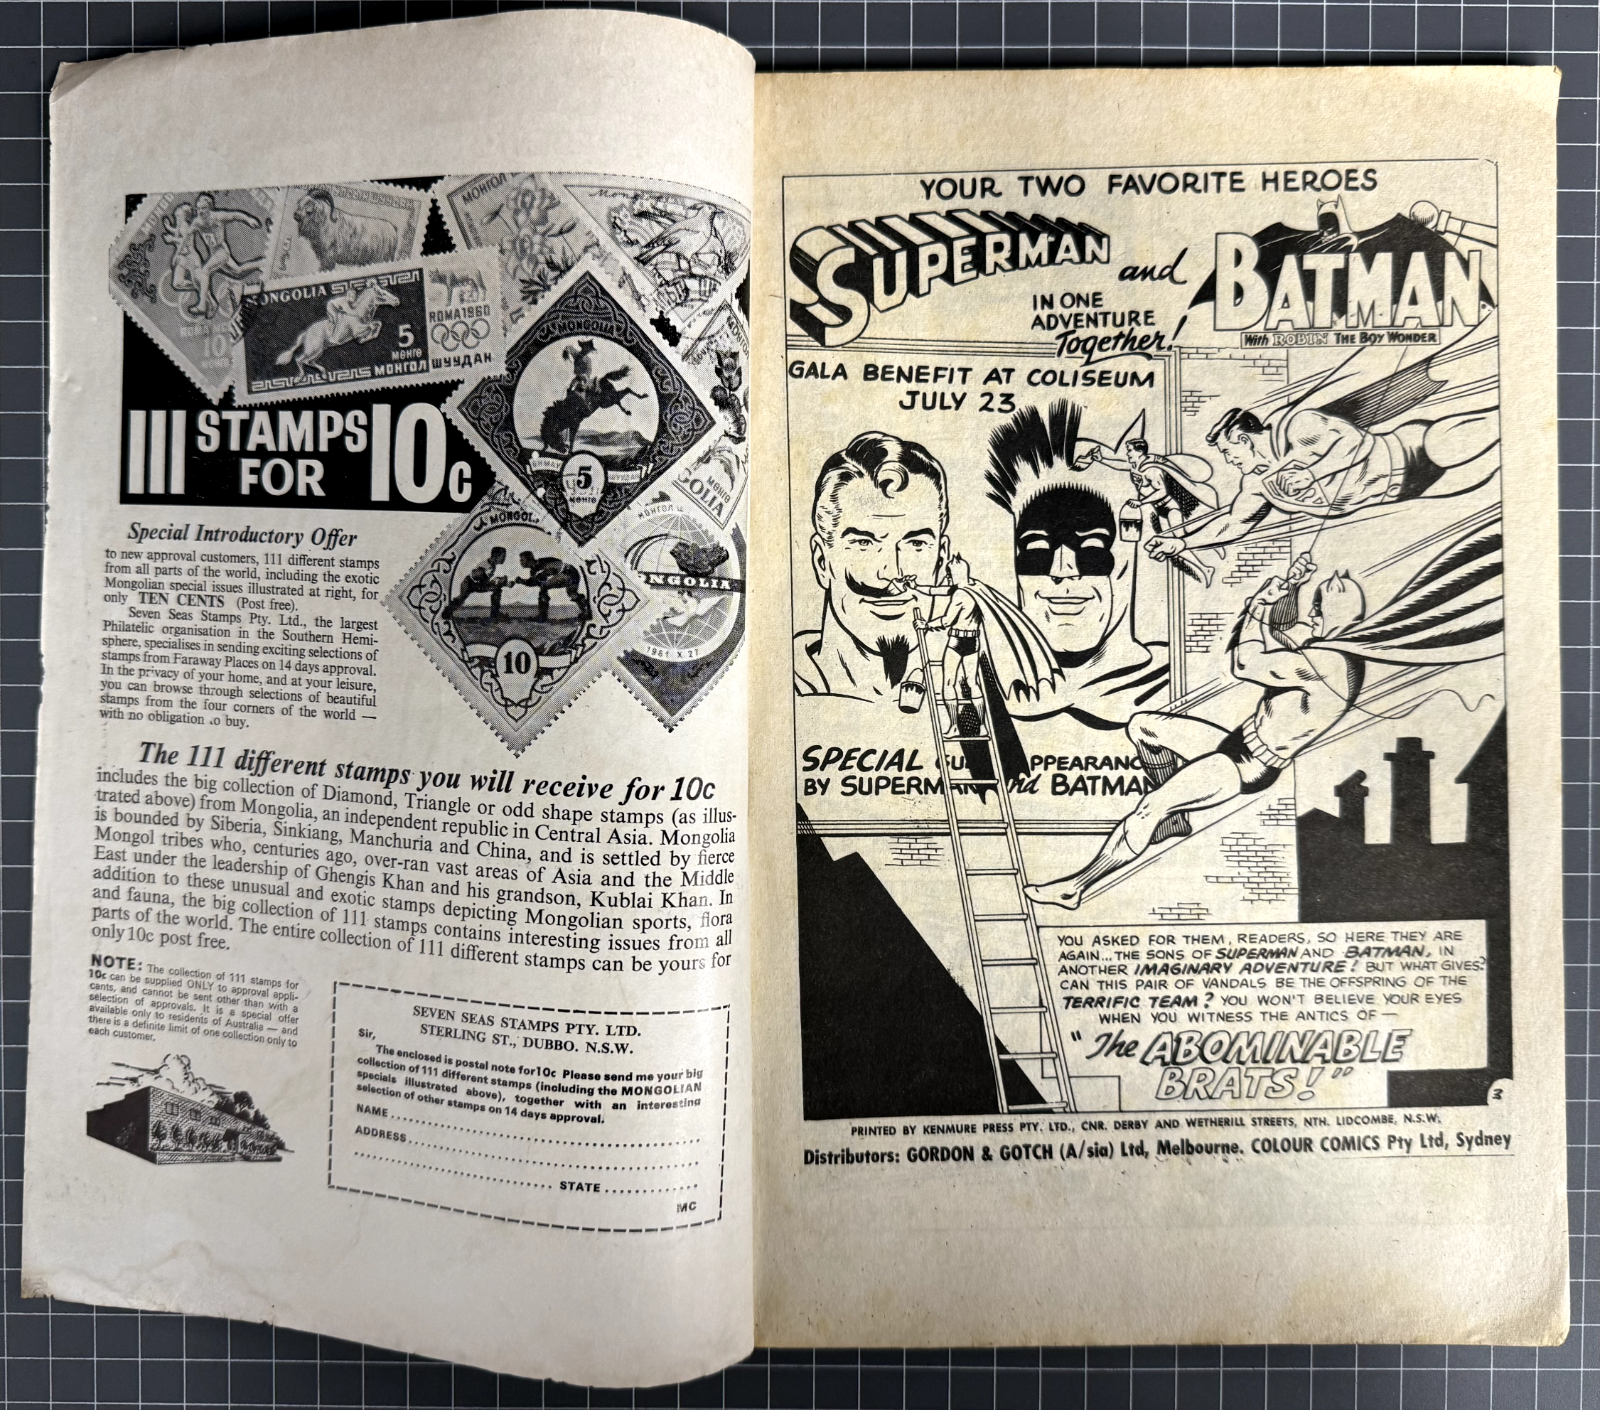 MONGOLIA
ROMA 1960
5
МӨНГӨ
МОНГОЛ ШУУДАН
МОНГОЛ
MONGOLIA
5
МӨНГӨ
10
10
МӨНГӨ
МОНГОЛ
1961 X. 27
111 STAMPS FOR 10c
Special Introductory Offer
to new approval customers, 111 different stamps
from all parts of the world, including the exotic
Mongolian special issues illustrated at right, for
only TEN CENTS (Post free).
Seven Seas Stamps Pty. Ltd., the largest
Philatelic organisation in the Southern Hemi-
sphere, specialises in sending exciting selections of
stamps from Faraway Places on 14 days approval.
In the privacy of your home, and at your leisure,
you can browse through selections of beautiful
stamps from the four corners of the world —
with no obligation to buy.
The 111 different stamps you will receive for 10c
includes the big collection of Diamond, Triangle or odd shape stamps (as illus-
trated above) from Mongolia, an independent republic in Central Asia. Mongolia
is bounded by Siberia, Sinkiang, Manchuria and China, and is settled by fierce
Mongol tribes who, centuries ago, over-ran vast areas of Asia and the Middle
East under the leadership of Ghengis Khan and his grandson, Kublai Khan. In
addition to these unusual and exotic stamps depicting Mongolian sports, flora
and fauna, the big collection of 111 stamps contains interesting issues from all
parts of the world. The entire collection of 111 different stamps can be yours for
only 10c post free.
NOTE: The collection of 111 stamps for
10c can be supplied ONLY to approval appli-
cants, and cannot be sent other than with a
selection of approvals. It is a special offer
available only to residents of Australia — and
there is a definite limit of one collection only to
each customer.
SEVEN SEAS STAMPS PTY. LTD.
STERLING ST., DUBBO. N.S.W.
Sir,
The enclosed is postal note for 10c Please send me your big
collection of 111 different stamps (including the MONGOLIAN
specials illustrated above), together with an interesting
selection of other stamps on 14 days approval.
NAME
ADDRESS
STATE
MC
YOUR TWO FAVORITE HEROES
SUPERMAN and BATMAN
With ROBIN THE BOY WONDER
IN ONE
ADVENTURE
Together!
GALA BENEFIT AT COLISEUM
JULY 23
SPECIAL GU PPEARANC
BY SUPERMAN and BATMAN
YOU ASKED FOR THEM, READERS, SO HERE THEY ARE
AGAIN...THE SONS OF SUPERMAN AND BATMAN, IN
ANOTHER IMAGINARY ADVENTURE! BUT WHAT GIVES?
CAN THIS PAIR OF VANDALS BE THE OFFSPRING OF THE
TERRIFIC TEAM? YOU WON'T BELIEVE YOUR EYES
WHEN YOU WITNESS THE ANTICS OF—
"The ABOMINABLE
BRATS!"
3
PRINTED BY KENMURE PRESS PTY. LTD., CNR. DERBY AND WETHERILL STREETS, NTH. LIDCOMBE, N.S.W.
Distributors: GORDON & GOTCH (A/sia) Ltd, Melbourne. COLOUR COMICS Pty Ltd, Sydney